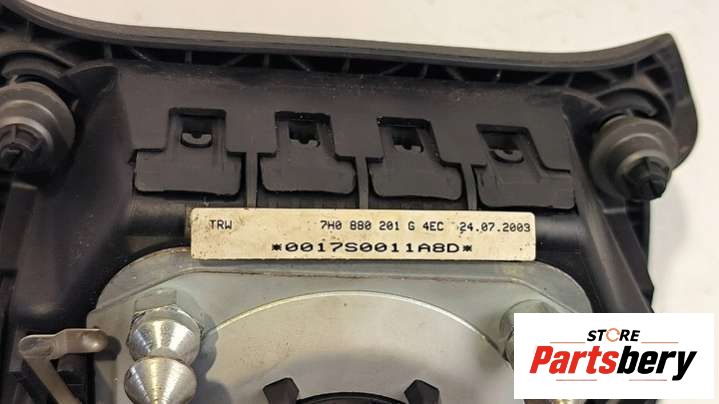 TRW 7H0 880 201 G 4EC 24.07.2003
*0017S0011A8D*
STORE
Partsbery